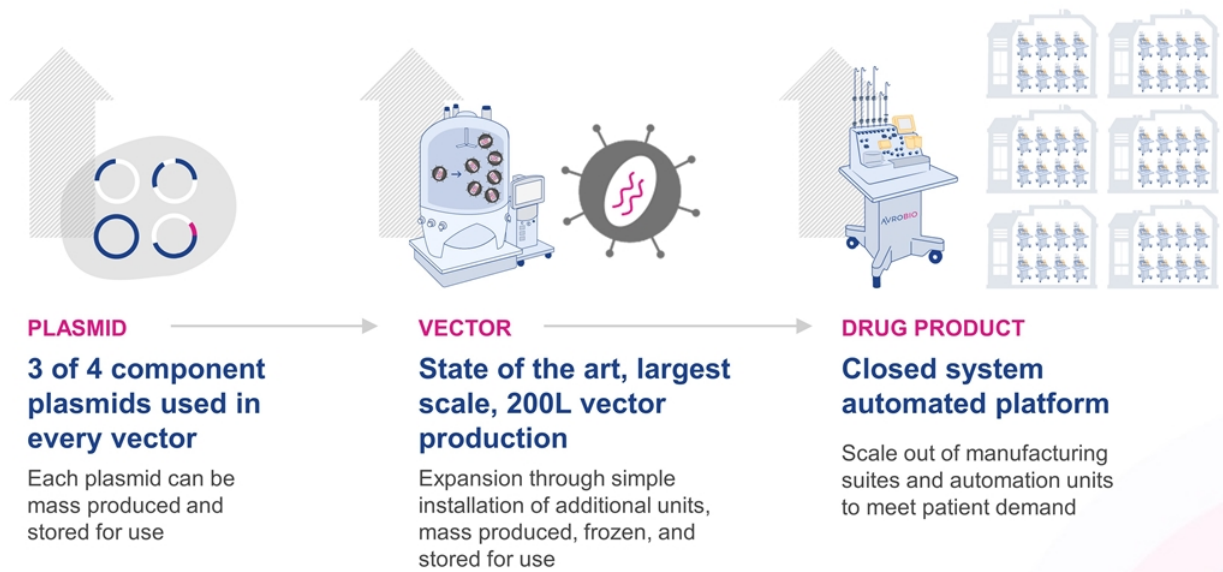 AVROBIO
PLASMID
3 of 4 component
plasmids used in
every vector
Each plasmid can be
mass produced and
stored for use
VECTOR
State of the art, largest
scale, 200L vector
production
Expansion through simple
installation of additional units,
mass produced, frozen, and
stored for use
DRUG PRODUCT
Closed system
automated platform
Scale out of manufacturing
suites and automation units
to meet patient demand